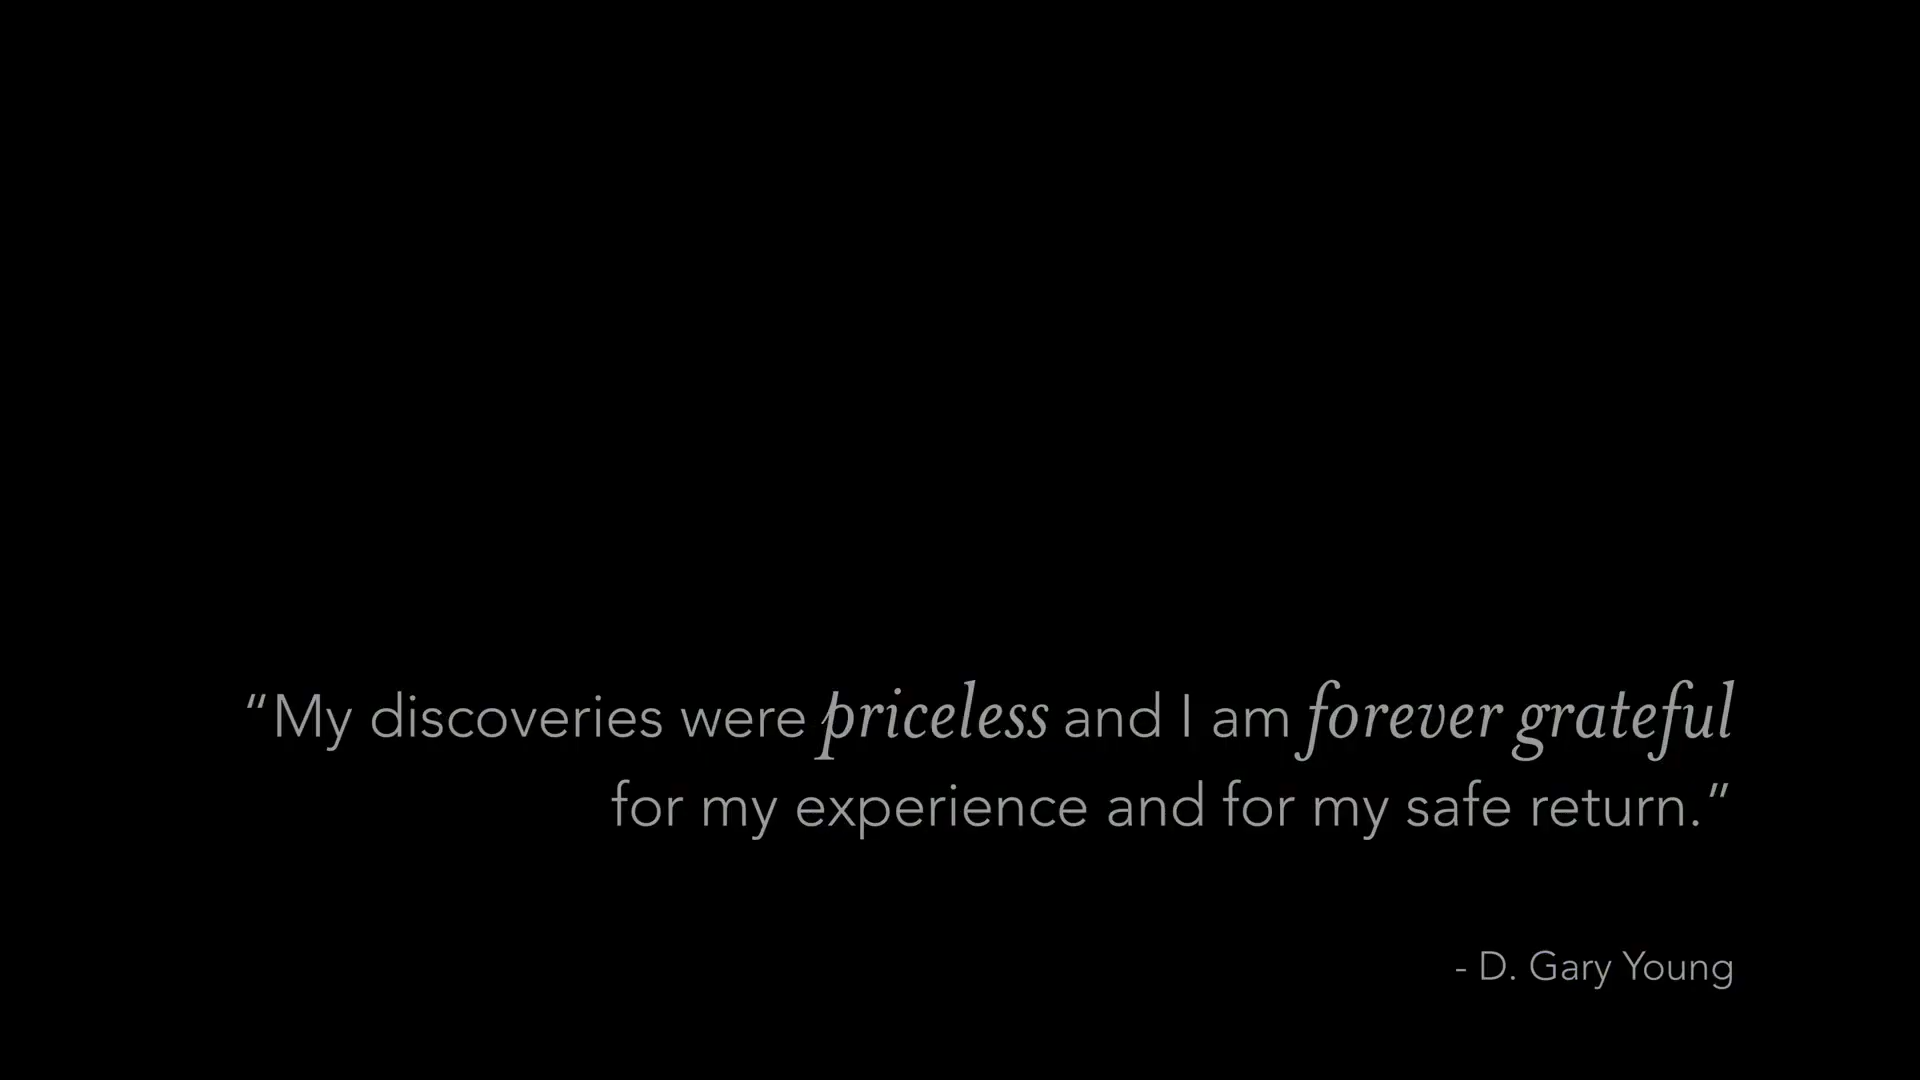 “My discoveries were priceless and I am forever grateful
for my experience and for my safe return.”
- D. Gary Young